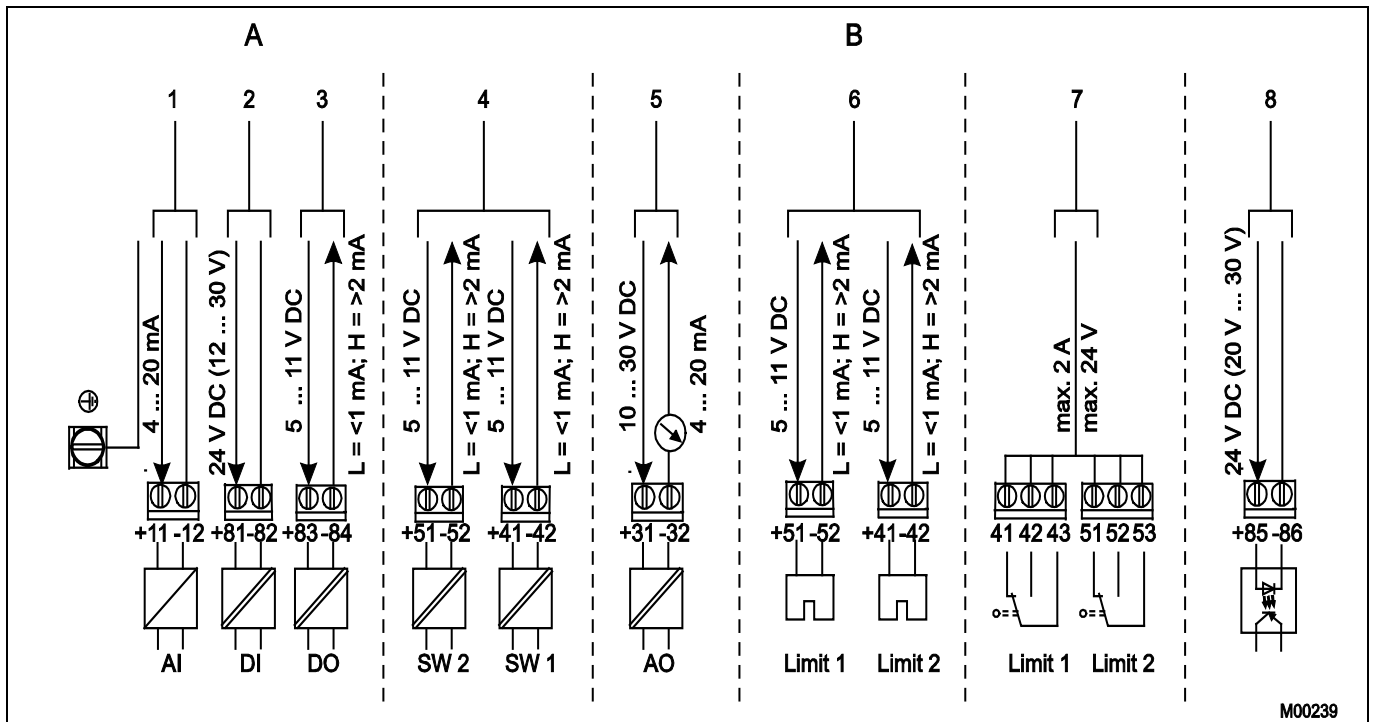 A B
1 2 3 4 5 6 7 8
4 ... 20 mA
24 V DC (12 ... 30 V)
5 ... 11 V DC
L = <1 mA; H = >2 mA
5 ... 11 V DC
L = <1 mA; H = >2 mA
5 ... 11 V DC
L = <1 mA; H = >2 mA
10 ... 30 V DC
4 ... 20 mA
5 ... 11 V DC
L = <1 mA; H = >2 mA
5 ... 11 V DC
L = <1 mA; H = >2 mA
max. 2 A
max. 24 V
24 V DC (20 V ... 30 V)
+11 -12 +81-82 +83 -84 +51-52 +41-42 +31-32 +51 -52 +41-42 41 42 43 51 52 53 +85 -86
AI DI DO SW 2 SW 1 AO Limit 1 Limit 2 Limit 1 Limit 2
M00239